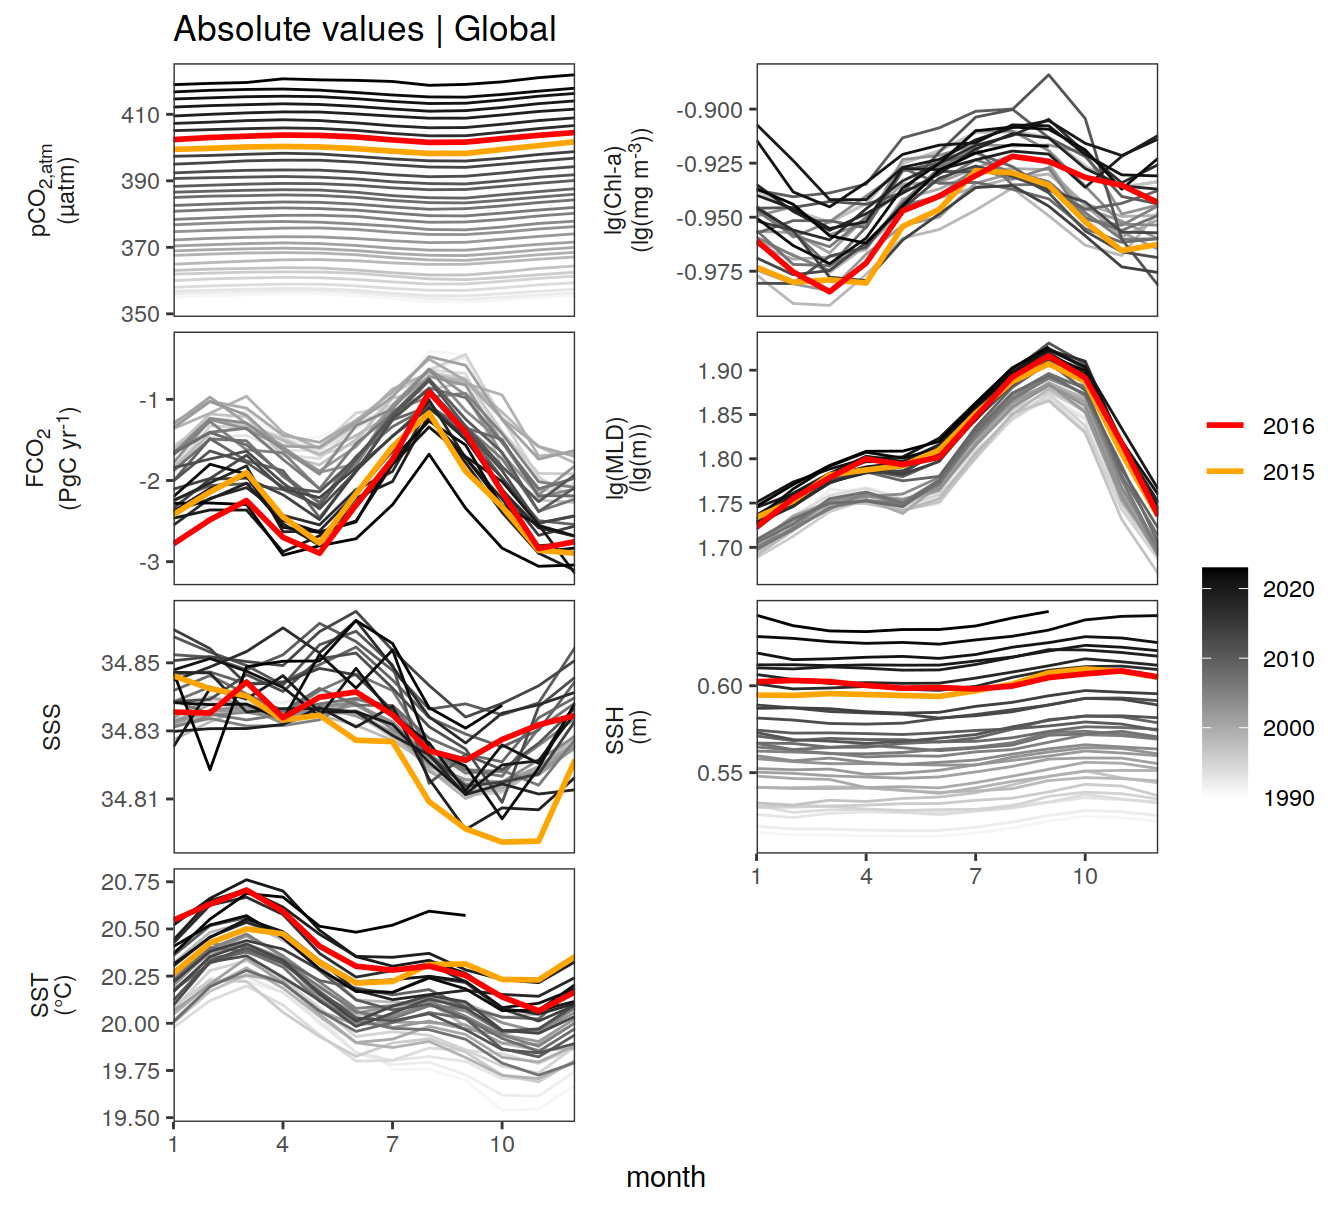 Absolute values | Global
pCO2,atm
(µatm)
410
390
370
350
lg(Chl-a)
(lg(mg m-3))
-0.900
-0.925
-0.950
-0.975
FCO2
(PgC yr-1)
-1
-2
-3
lg(MLD)
(lg(m))
1.90
1.85
1.80
1.75
1.70
SSS
34.85
34.83
34.81
SSH
(m)
0.60
0.55
1 4 7 10
SST
(°C)
20.75
20.50
20.25
20.00
19.75
19.50
1 4 7 10
month
2016
2015
2020
2010
2000
1990